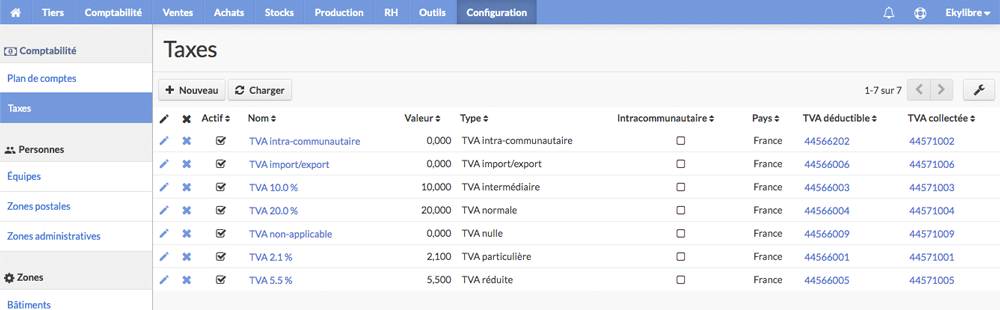 Tiers Comptabilité Ventes Achats Stocks Production RH Outils Configuration Ekylibre
Comptabilité
Plan de comptes
Taxes
Personnes
Équipes
Zones postales
Zones administratives
Zones
Bâtiments
Taxes
Nouveau Charger 1-7 sur 7
Actif Nom Valeur Type Intracommunautaire Pays TVA déductible TVA collectée
TVA intra-communautaire 0,000 TVA intra-communautaire France 44566202 44571002
TVA import/export 0,000 TVA import/export France 44566006 44571006
TVA 10.0 % 10,000 TVA intermédiaire France 44566003 44571003
TVA 20.0 % 20,000 TVA normale France 44566004 44571004
TVA non-applicable 0,000 TVA nulle France 44566009 44571009
TVA 2.1 % 2,100 TVA particulière France 44566001 44571001
TVA 5.5 % 5,500 TVA réduite France 44566005 44571005